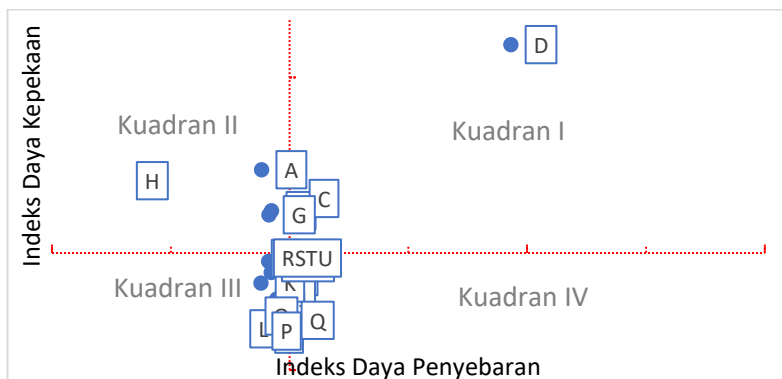 Indeks Daya Kepekaan
D
Kuadran II
Kuadran I
H
A
C
G
RSTU
Kuadran III
K
Kuadran IV
L
P
Q
Indeks Daya Penyebaran